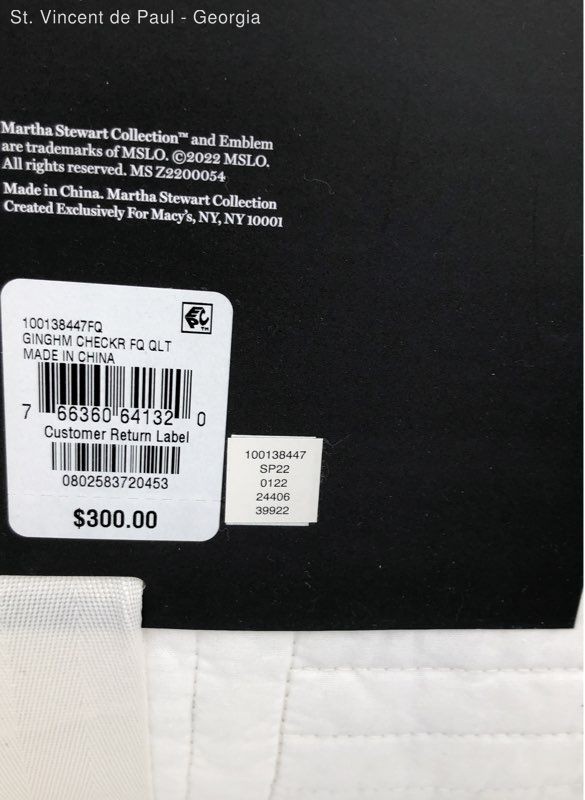 St. Vincent de Paul - Georgia
Martha Stewart Collection™ and Emblem
are trademarks of MSLO. ©2022 MSLO.
All rights reserved. MS Z2200054
Made in China. Martha Stewart Collection
Created Exclusively For Macy's, NY, NY 10001
100138447FQ
GINGHM CHECKR FQ QLT
MADE IN CHINA
EPC™
7 66360 64132 0
Customer Return Label
0802583720453
$300.00
100138447
SP22
0122
24406
39922